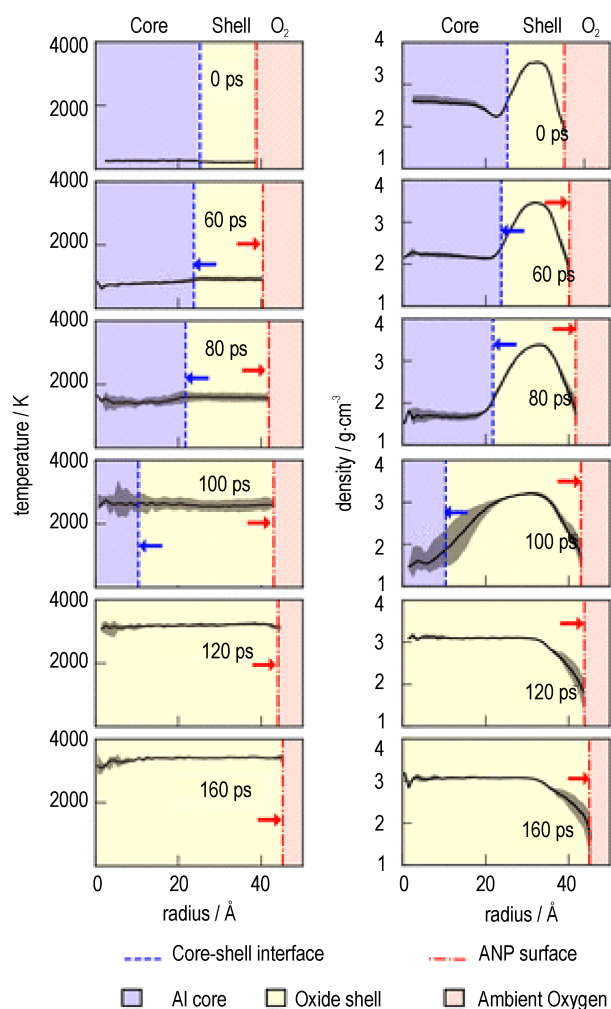 Core Shell O2 Core Shell O2
4000 4
2000 3
2
0 ps 0 ps
1
4000 4
2000 3
2
60 ps 60 ps
1
4000 4
2000 3
2
80 ps 80 ps
1
temperature / K density / g·cm-3
4000 4
2000 3
2
100 ps 100 ps
1
4000 4
2000 3
2
120 ps 120 ps
1
4000 4
2000 3
2
160 ps 160 ps
1
0 20 40 0 20 40
radius / Å radius / Å
Core-shell interface ANP surface
Al core Oxide shell Ambient Oxygen